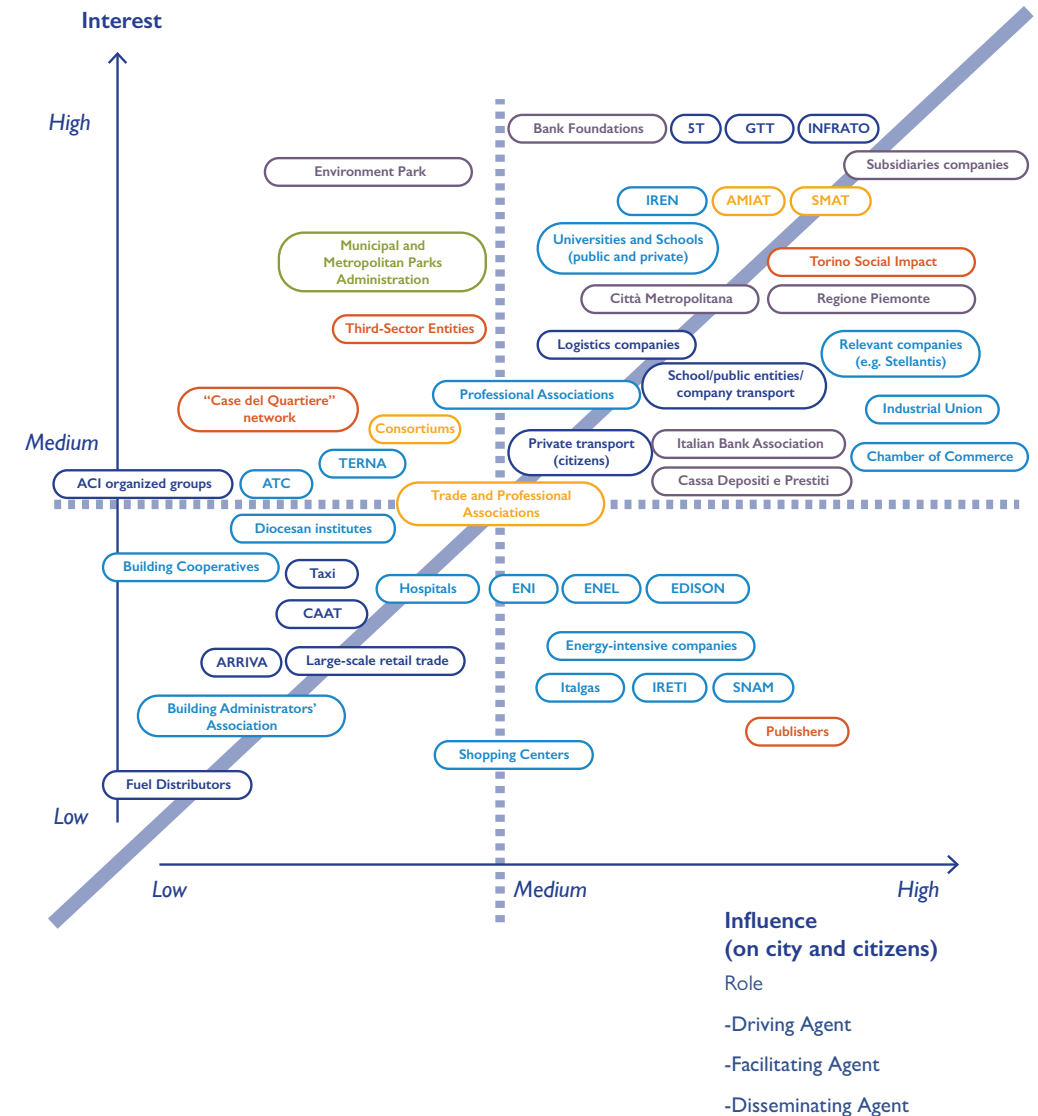 Interest
High
Bank Foundations
5T
GTT
INFRATO
Environment Park
Subsidiaries companies
IREN
AMIAT
SMAT
Municipal and
Metropolitan Parks
Administration
Universities and Schools
(public and private)
Torino Social Impact
Città Metropolitana
Regione Piemonte
Third-Sector Entities
Logistics companies
Relevant companies
(e.g. Stellantis)
School/public entities/
company transport
"Case del Quartiere"
network
Professional Associations
Industrial Union
Consortiums
Medium
Private transport
(citizens)
Italian Bank Association
Chamber of Commerce
TERNA
ACI organized groups
ATC
Cassa Depositi e Prestiti
Trade and Professional
Associations
Diocesan institutes
Building Cooperatives
Taxi
Hospitals
ENI
ENEL
EDISON
CAAT
Energy-intensive companies
ARRIVA
Large-scale retail trade
Italgas
IRETI
SNAM
Building Administrators'
Association
Publishers
Shopping Centers
Fuel Distributors
Low
Low
Medium
High
Influence
(on city and citizens)
Role
-Driving Agent
-Facilitating Agent
-Disseminating Agent